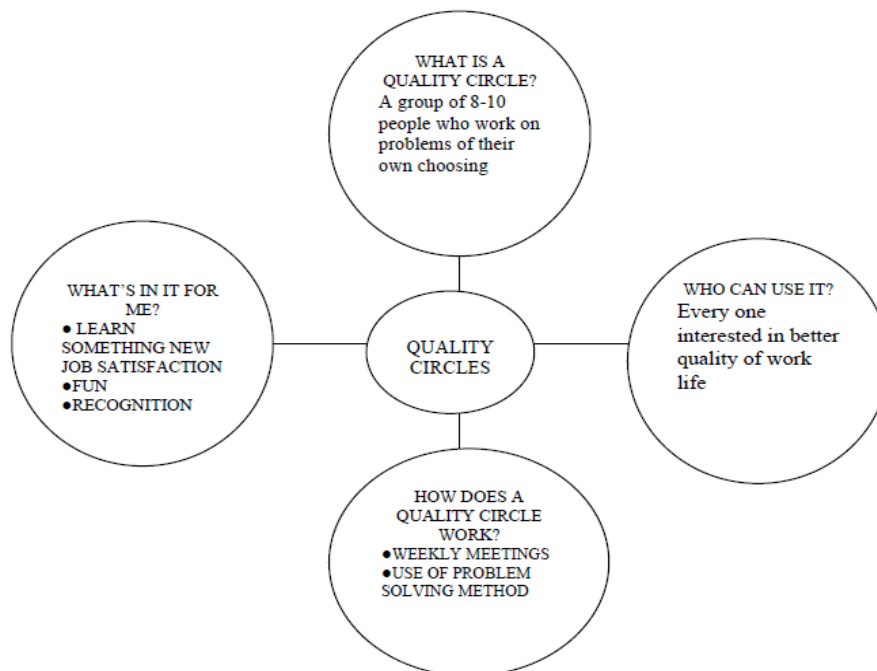 WHAT IS A
QUALITY CIRCLE?
A group of 8-10
people who work on
problems of their
own choosing
WHAT'S IN IT FOR
ME?
● LEARN
SOMETHING NEW
JOB SATISFACTION
●FUN
●RECOGNITION
QUALITY
CIRCLES
WHO CAN USE IT?
Every one
interested in better
quality of work
life
HOW DOES A
QUALITY CIRCLE
WORK?
●WEEKLY MEETINGS
●USE OF PROBLEM
SOLVING METHOD